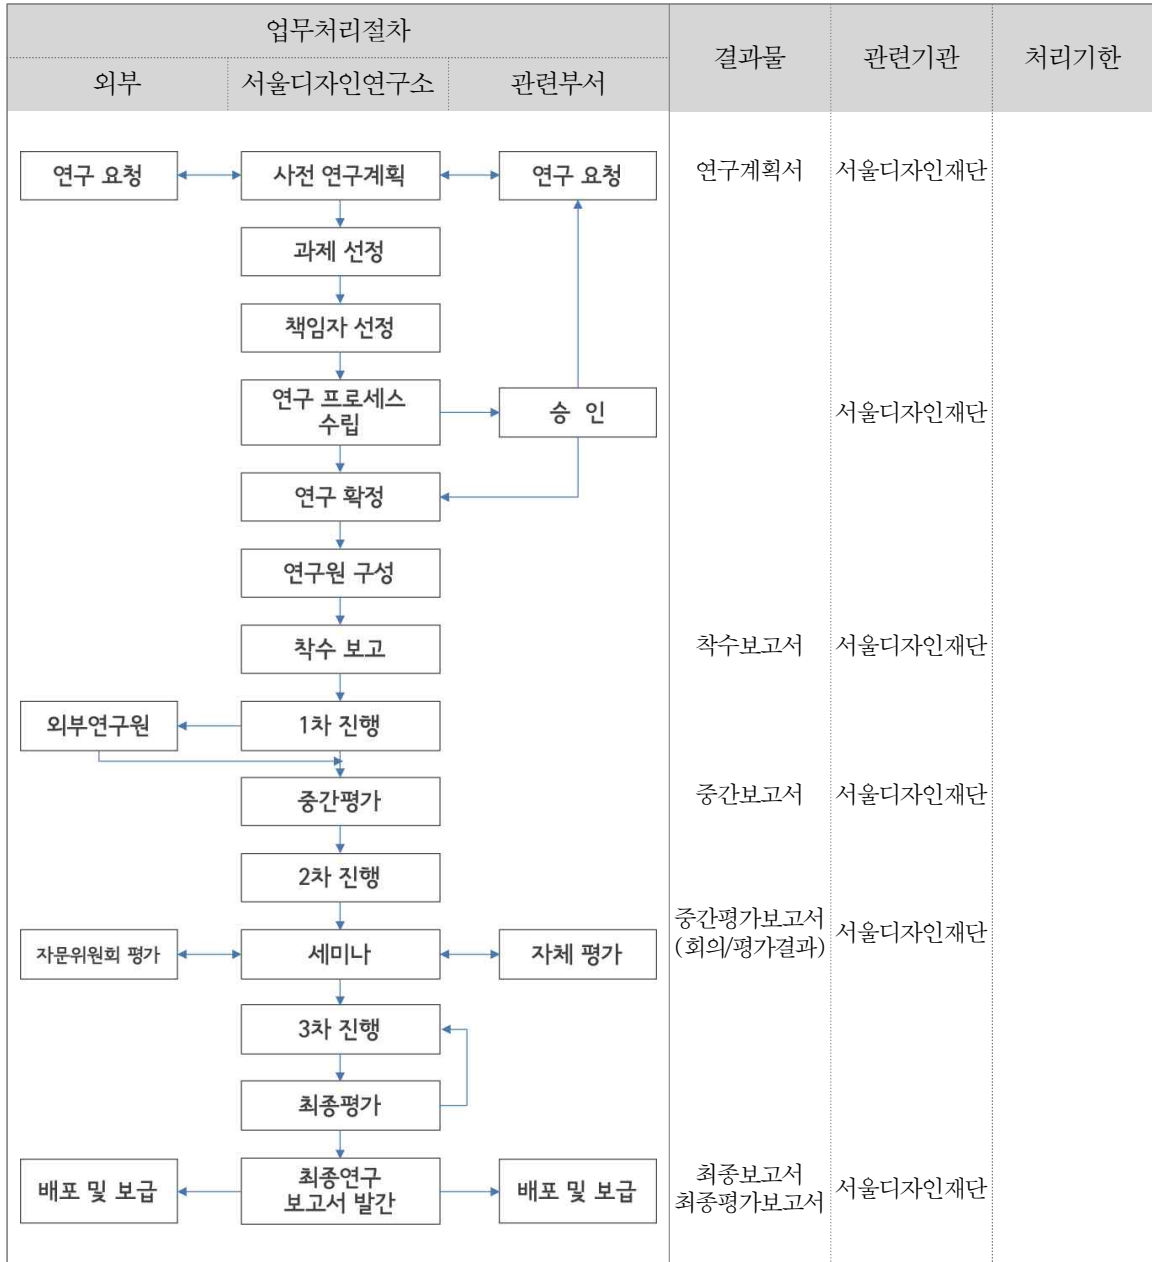 업무처리절차
결과물
관련기관
처리기한
외부
서울디자인연구소
관련부서
연구 요청
사전 연구계획
연구 요청
연구계획서
서울디자인재단
과제 선정
책임자 선정
연구 프로세스
수립
승 인
서울디자인재단
연구 확정
연구원 구성
착수 보고
착수보고서
서울디자인재단
외부연구원
1차 진행
중간평가
중간보고서
서울디자인재단
2차 진행
자문위원회 평가
세미나
자체 평가
중간평가보고서
(회의/평가결과)
서울디자인재단
3차 진행
최종평가
배포 및 보급
최종연구
보고서 발간
배포 및 보급
최종보고서
최종평가보고서
서울디자인재단